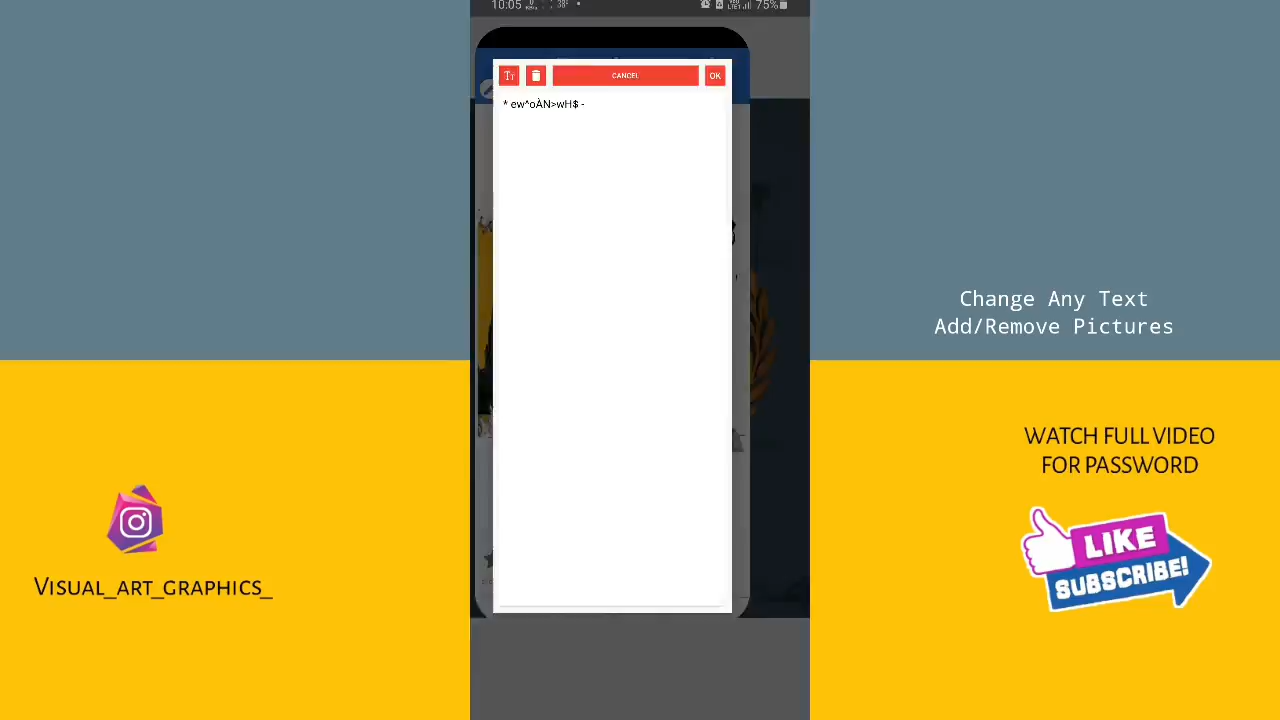 10:05 75%
CANCEL OK
* ew^oÀN>wH$ -
Change Any Text
Add/Remove Pictures
WATCH FULL VIDEO
FOR PASSWORD
LIKE
SUBSCRIBE!
VISUAL_ART_GRAPHICS_